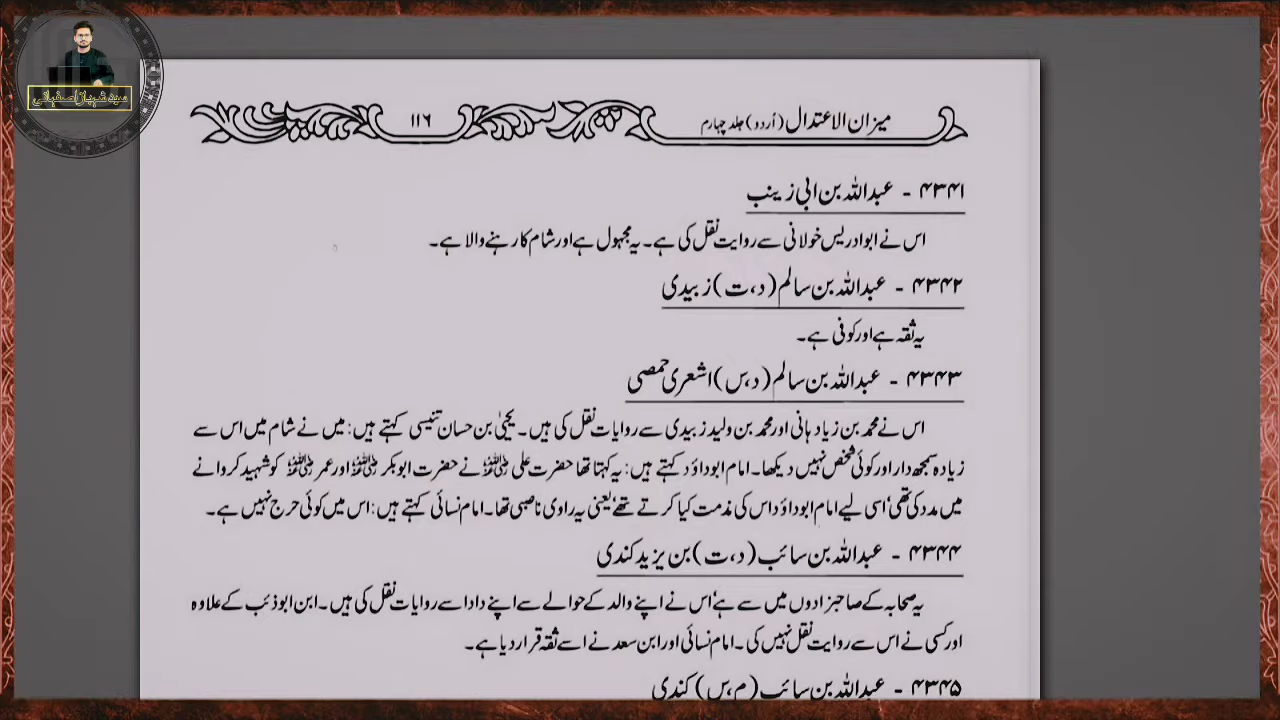 سید شہباز اصفہانی
میزان الاعتدال (اُردو) جلد چہارم
۱۱۶
۴۳۴۱ - عبداللہ بن ابی زینب
اس نے ابوادریس خولانی سے روایت نقل کی ہے۔ یہ مجہول ہے اور شام کا رہنے والا ہے۔
۴۳۴۲ - عبداللہ بن سالم (د، ت) زبیدی
یہ ثقہ ہے اور کوفی ہے۔
۴۳۴۳ - عبداللہ بن سالم (د، س) اشعری حمصی
اس نے محمد بن زیاد ہانی اور محمد بن ولید زبیدی سے روایات نقل کی ہیں۔ یحییٰ بن حسان تنیسی کہتے ہیں: میں نے شام میں اس سے
زیادہ سمجھ دار اور کوئی شخص نہیں دیکھا۔ امام ابوداؤد کہتے ہیں: یہ کہتا تھا حضرت علی رضی اللہ عنہ نے حضرت ابوبکر رضی اللہ عنہ اور عمر رضی اللہ عنہ کو شہید کروانے
میں مدد کی تھی، اسی لیے امام ابوداؤد اس کی مذمت کیا کرتے تھے یعنی یہ راوی ناصبی تھا۔ امام نسائی کہتے ہیں: اس میں کوئی حرج نہیں ہے۔
۴۳۴۴ - عبداللہ بن سائب (د، ت) بن یزید کندی
یہ صحابہ کے صاحبزادوں میں سے ہے، اس نے اپنے والد کے حوالے سے اپنے دادا سے روایات نقل کی ہیں۔ ابن ابوذئب کے علاوہ
اور کسی نے اس سے روایت نقل نہیں کی۔ امام نسائی اور ابن سعد نے اسے ثقہ قرار دیا ہے۔
۴۳۴۵ - عبداللہ بن سائب (م، س) کندی